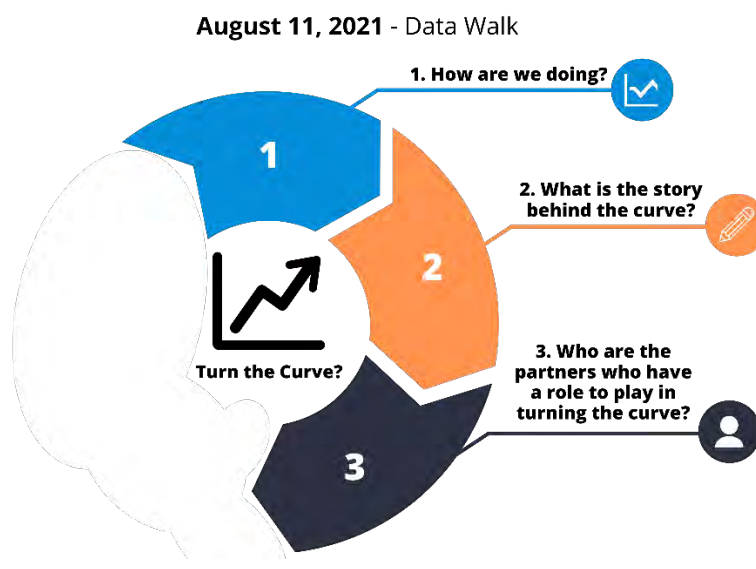 August 11, 2021 - Data Walk
1. How are we doing?
1
2. What is the story
behind the curve?
2
Turn the Curve?
3. Who are the
partners who have
a role to play in
turning the curve?
3